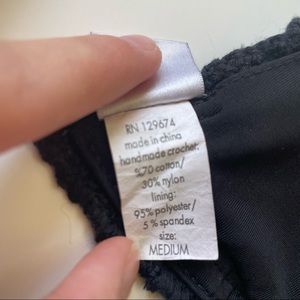 RN 129674
made in china
handmade crochet:
%70 cotton/
30% nylon
lining:
95% polyester/
5% spandex
size:
MEDIUM